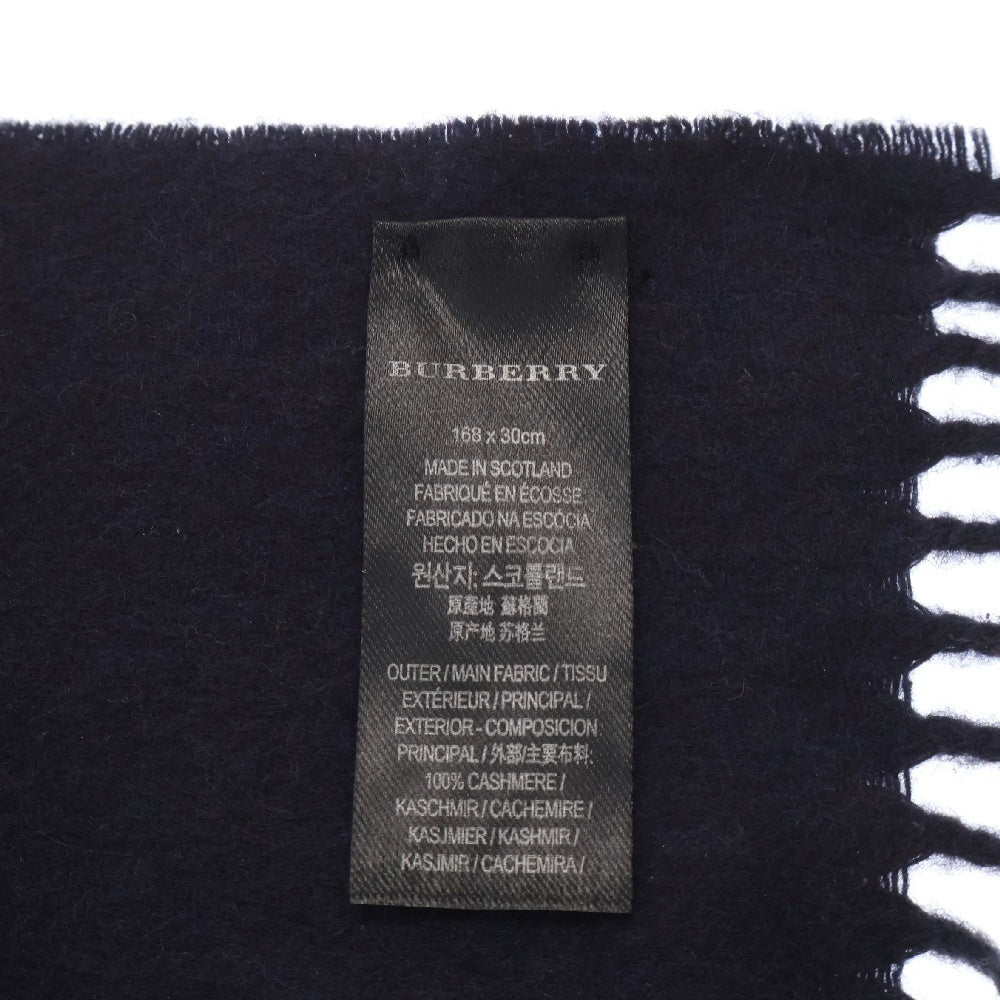 BURBERRY
168 x 30cm
MADE IN SCOTLAND
FABRIQUÉ EN ÉCOSSE
FABRICADO NA ESCÓCIA
HECHO EN ESCOCIA
원산지: 스코틀랜드
原產地 蘇格蘭
原产地 苏格兰
OUTER / MAIN FABRIC / TISSU
EXTÉRIEUR / PRINCIPAL /
EXTERIOR - COMPOSICION
PRINCIPAL / 外部/主要布料:
100% CASHMERE /
KASCHMIR / CACHEMIRE /
KASJMIER / KASHMIR /
KASJMIR / CACHEMIRA /